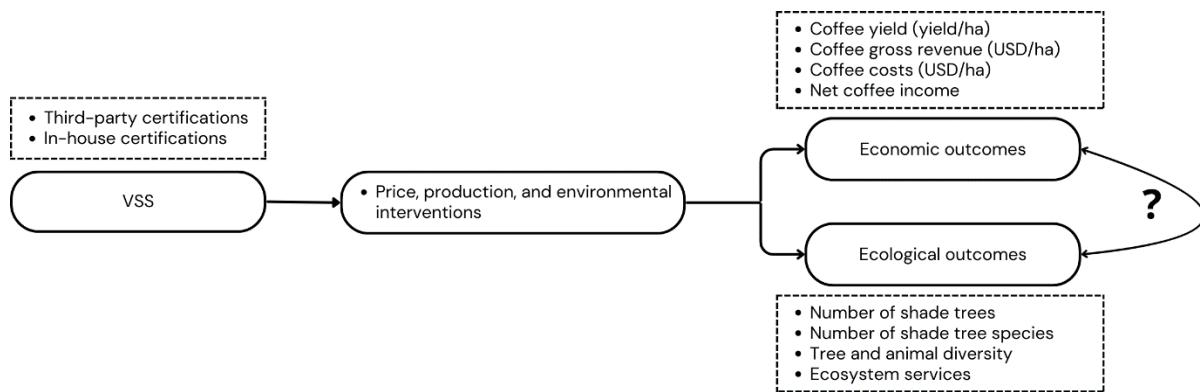 • Third-party certifications
• In-house certifications
VSS
• Price, production, and environmental
interventions
• Coffee yield (yield/ha)
• Coffee gross revenue (USD/ha)
• Coffee costs (USD/ha)
• Net coffee income
Economic outcomes
?
Ecological outcomes
• Number of shade trees
• Number of shade tree species
• Tree and animal diversity
• Ecosystem services